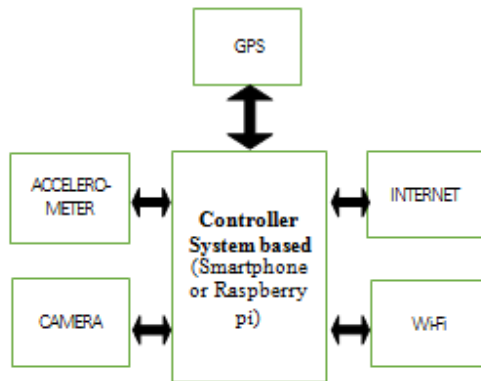 GPS
ACCELERO-
METER
Controller
System based
(Smartphone
or Raspberry
pi)
INTERNET
CAMERA
Wi-Fi